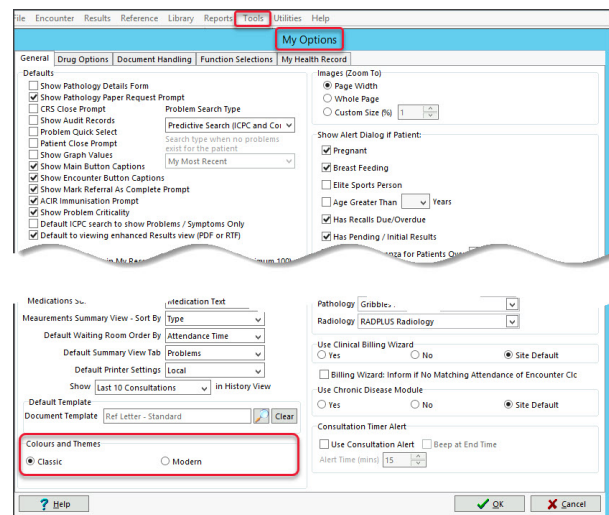 File Encounter Results Reference Library Reports Tools Utilities Help
My Options
General Drug Options Document Handling Function Selections My Health Record
Defaults
Show Pathology Details Form
Show Pathology Paper Request Prompt
CRS Close Prompt
Show Audit Records
Problem Quick Select
Patient Close Prompt
Show Graph Values
Show Main Button Captions
Show Encounter Button Captions
Show Mark Referral As Complete Prompt
ACIR Immunisation Prompt
Show Problem Criticality
Default ICPC search to show Problems / Symptoms Only
Default to viewing enhanced Results view (PDF or RTF)
Problem Search Type
Predictive Search (ICPC and Cor
Search type when no problems
exist for the patient
My Most Recent
Images (Zoom To)
Page Width
Whole Page
Custom Size (%) 1
Show Alert Dialog if Patient:
Pregnant
Breast Feeding
Elite Sports Person
Age Greater Than Years
Has Recalls Due/Overdue
Has Pending / Initial Results
for Patients Over
in My
100
Medications
Medication Text
Meaurements Summary View - Sort By Type
Default Waiting Room Order By Attendance Time
Default Summary View Tab Problems
Default Printer Settings Local
Show Last 10 Consultations in History View
Default Template
Document Template Ref Letter - Standard Clear
Colours and Themes
Classic Modern
Pathology Gribbles
Radiology RADPLUS Radiology
Use Clinical Billing Wizard
Yes No Site Default
Billing Wizard: Inform if No Matching Attendance of Encounter Clc
Use Chronic Disease Module
Yes No Site Default
Consultation Timer Alert
Use Consultation Alert Beep at End Time
Alert Time (mins) 15
? Help OK Cancel